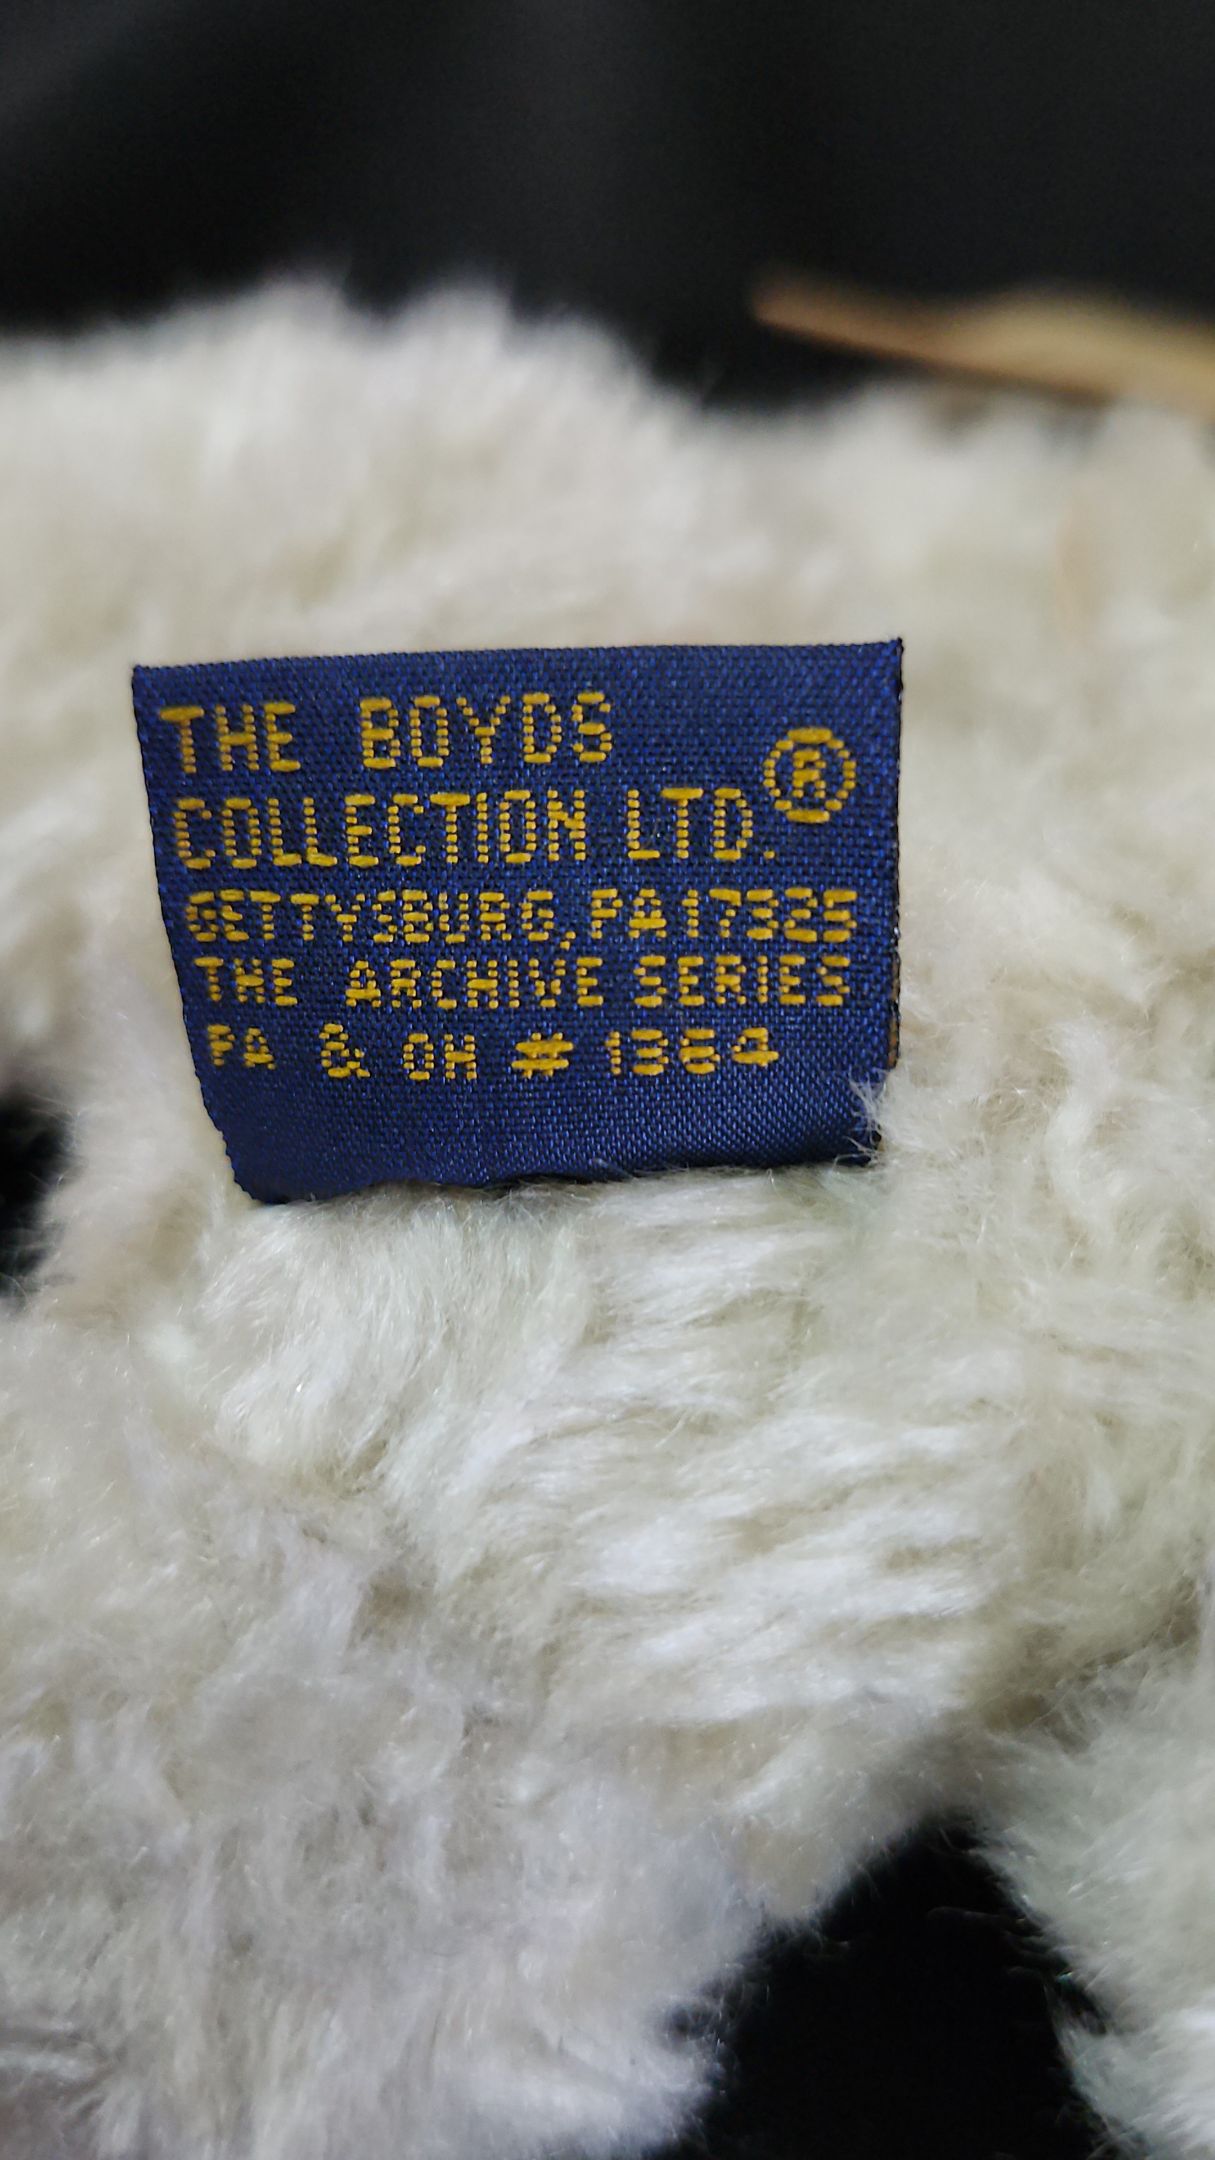 THE BOYDS
COLLECTION LTD.®
GETTYSBURG, PA 17325
THE ARCHIVE SERIES
PA & OH # 1364